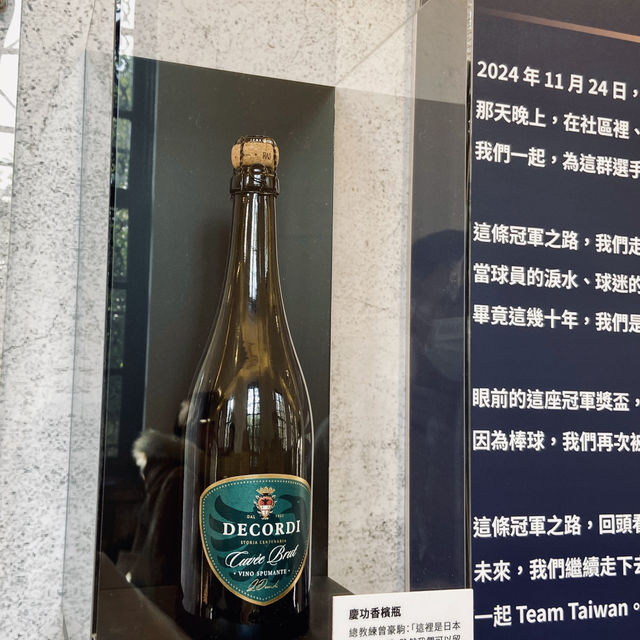 DAL 1921
DECORDI
STORIA CENTENARIA
Cuvée Brut
• VINO SPUMANTE •
慶功香檳瓶
總教練曾豪駒：「這裡是日本
2024 年 11 月 24 日，
那天晚上，在社區裡、
我們一起，為這群選手
這條冠軍之路，我們走
當球員的淚水、球迷的
畢竟這幾十年，我們是
眼前的這座冠軍獎盃，
因為棒球，我們再次被
這條冠軍之路，回頭看
未來，我們繼續走下去
一起 Team Taiwan。